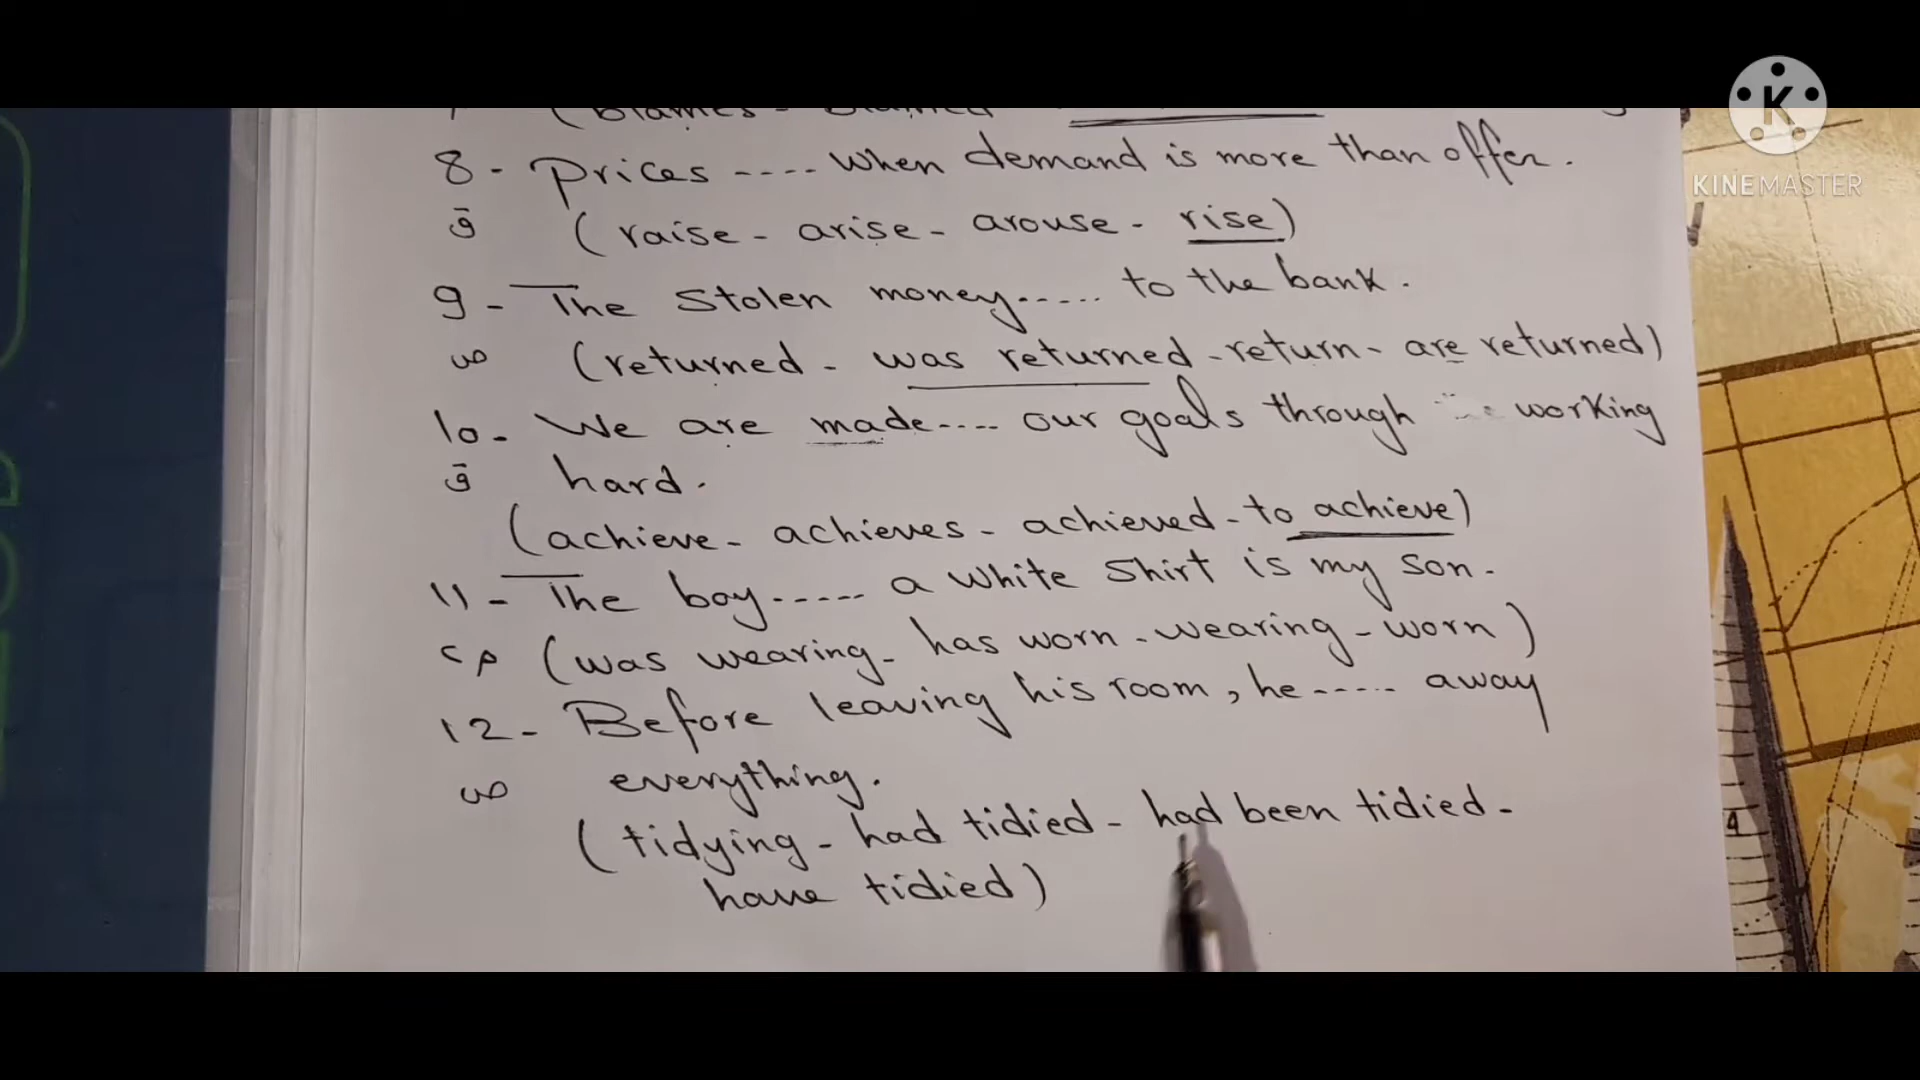 (blames - blamed
8 - Prices ---- when demand is more than offer.
ق (raise - arise - arouse - rise)
9 - The stolen money ----- to the bank.
ص (returned - was returned - return - are returned)
10 - We are made ---- our goals through working
ق hard.
(achieve - achieves - achieved - to achieve)
11 - The boy ----- a white shirt is my son.
(was wearing - has worn - wearing - worn)
12 - Before leaving his room, he ----- away
ص everything.
(tidying - had tidied - had been tidied -
have tidied)
K
KINEMASTER
4